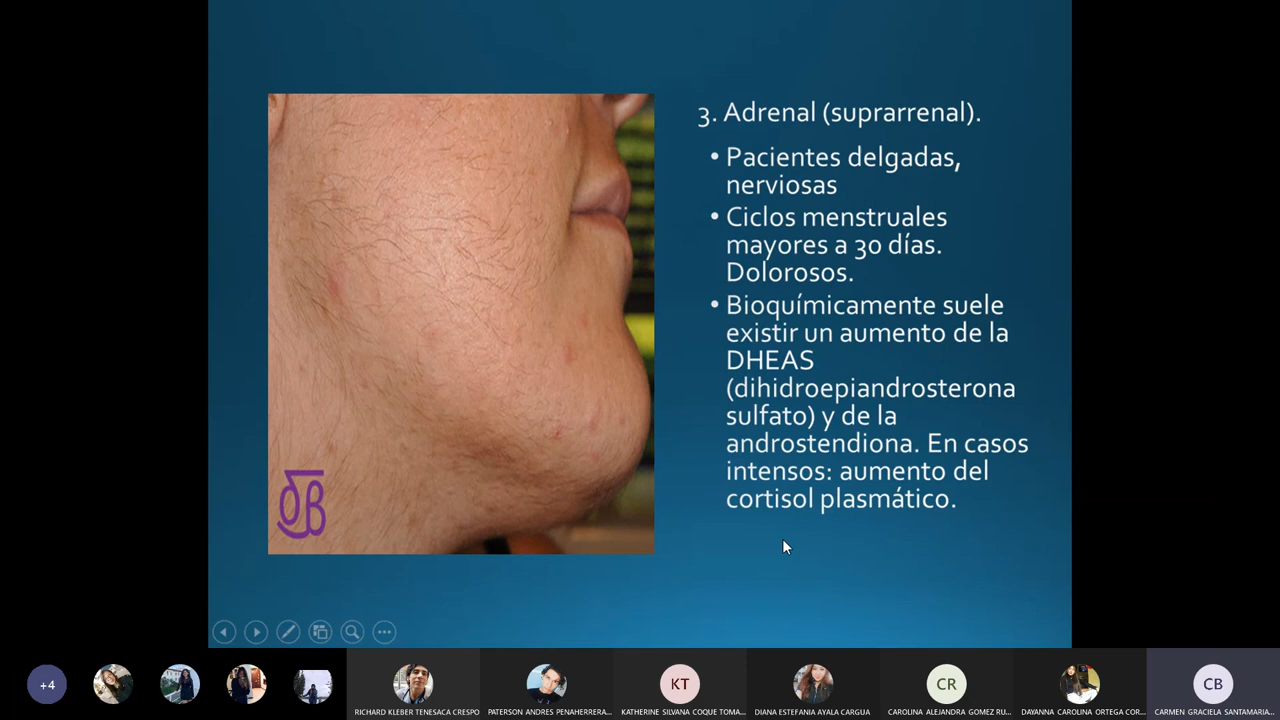 3. Adrenal (suprarrenal).
• Pacientes delgadas,
nerviosas
• Ciclos menstruales
mayores a 30 días.
Dolorosos.
• Bioquímicamente suele
existir un aumento de la
DHEAS
(dihidroepiandrosterona
sulfato) y de la
androstendiona. En casos
intensos: aumento del
cortisol plasmático.
+4
KT
CR
CB
RICHARD KLEBER TENESACA CRESPO
PATERSON ANDRES PENAHERRERA...
KATHERINE SILVANA COQUE TOMA...
DIANA ESTEFANIA AYALA CARGUA
CAROLINA ALEJANDRA GOMEZ RU...
DAYANNA CAROLINA ORTEGA COR...
CARMEN GRACIELA SANTAMARIA...